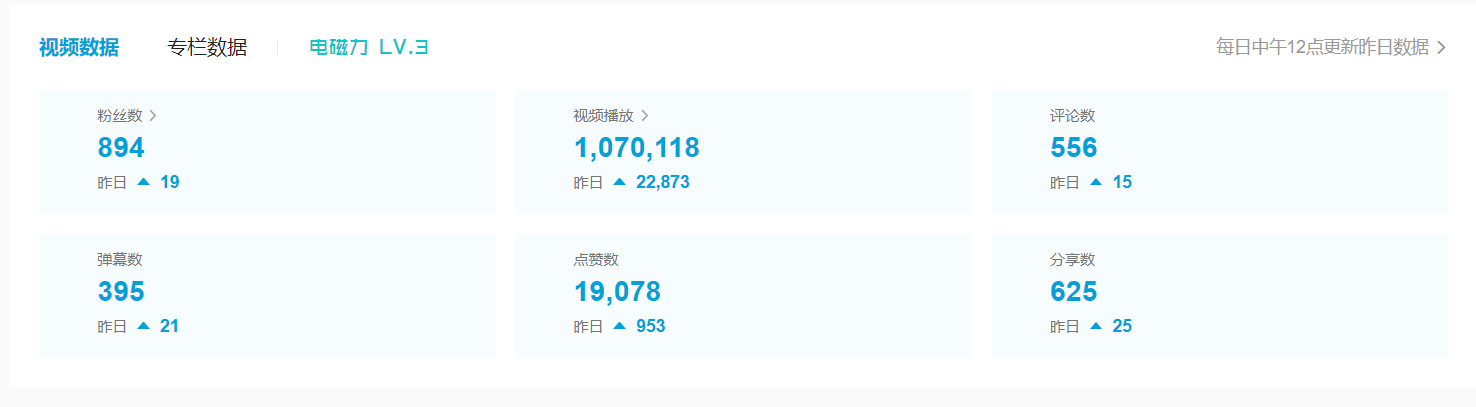 视频数据 专栏数据 电磁力 LV.3 每日中午12点更新昨日数据
粉丝数 视频播放 评论数
894 1,070,118 556
昨日 19 昨日 22,873 昨日 15
弹幕数 点赞数 分享数
395 19,078 625
昨日 21 昨日 953 昨日 25